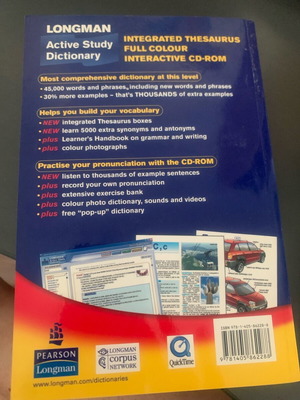 LONGMAN
Active Study
Dictionary
INTEGRATED THESAURUS
FULL COLOUR
INTERACTIVE CD-ROM
Most comprehensive dictionary at this level
• 45,000 words and phrases, including new words and phrases
• 30% more examples – that's THOUSANDS of extra examples
Helps you build your vocabulary
• NEW integrated Thesaurus boxes
• NEW learn 5000 extra synonyms and antonyms
• plus Learner's Handbook on grammar and writing
• plus colour photographs
Practise your pronunciation with the CD-ROM
• NEW listen to thousands of example sentences
• plus record your own pronunciation
• plus extensive exercise bank
• plus colour photo dictionary, sounds and videos
• plus free "pop-up" dictionary
C,c
PEARSON
Longman
LONGMAN
corpus
NETWORK
QuickTime
9 781405 862288
www.longman.com/dictionaries